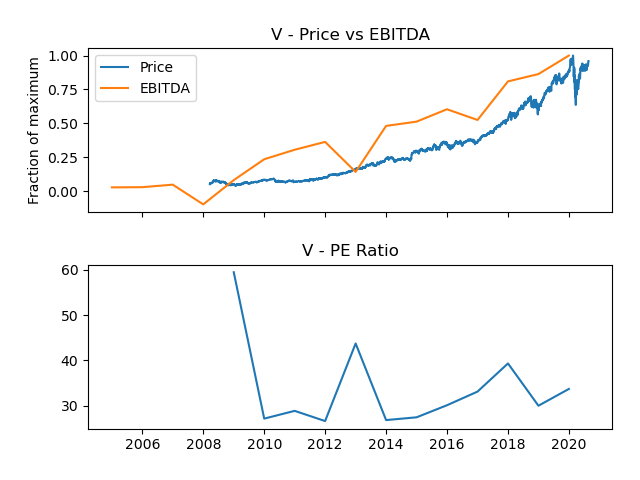 V - Price vs EBITDA
Fraction of maximum
1.00
0.75
0.50
0.25
0.00
Price
EBITDA
V - PE Ratio
60
50
40
30
2006 2008 2010 2012 2014 2016 2018 2020